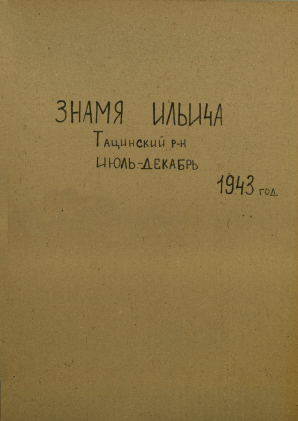 ЗНАМЯ ИЛЬИЧА
ТАЦИНСКИЙ Р-Н
ИЮЛЬ-ДЕКАБРЬ
1943 год.